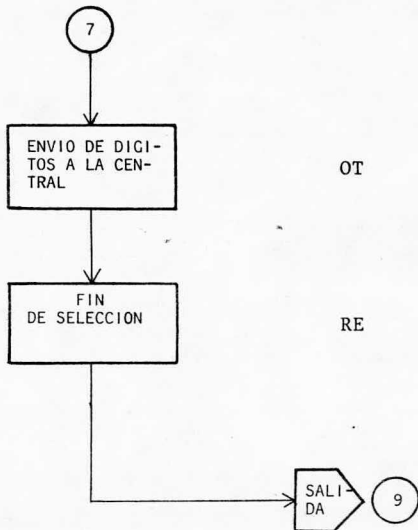 7
ENVIO DE DIGI-
TOS A LA CEN-
TRAL
OT
FIN
DE SELECCION
RE
SALI-
DA
9